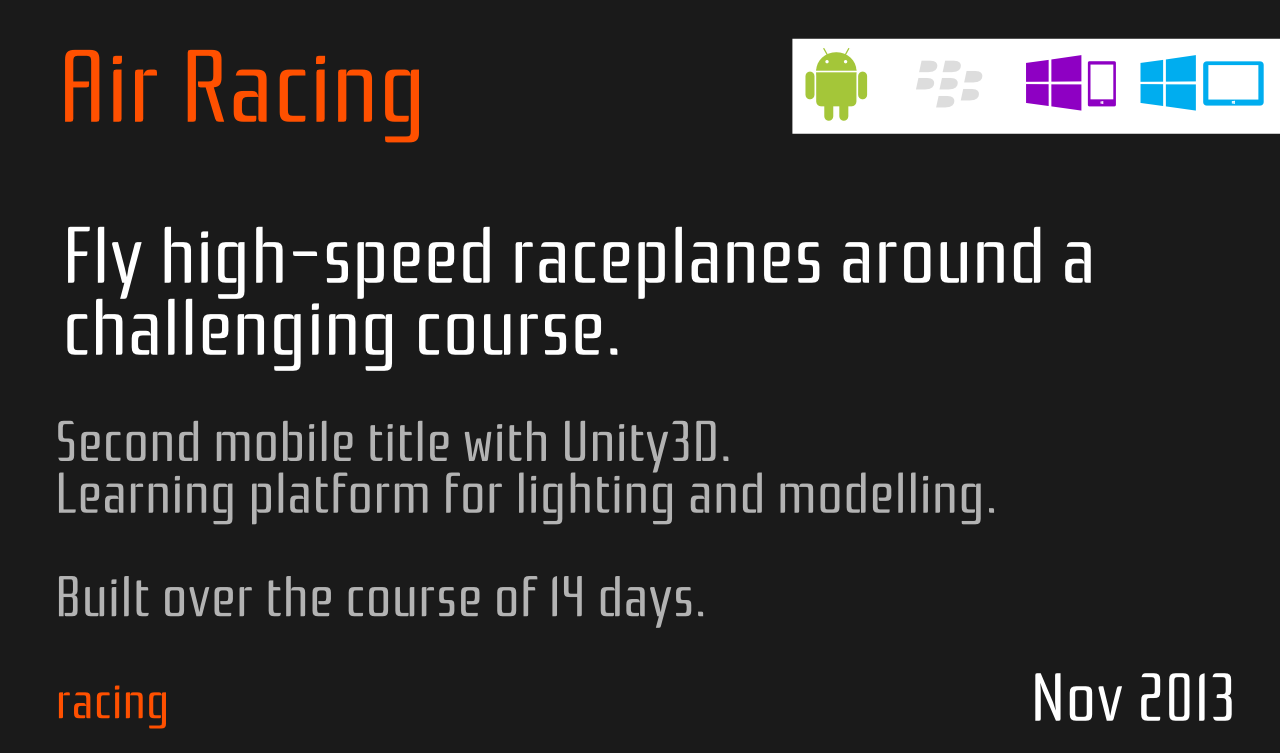 Air Racing
Fly high-speed raceplanes around a
challenging course.
Second mobile title with Unity3D.
Learning platform for lighting and modelling.
Built over the course of 14 days.
racing
Nov 2013